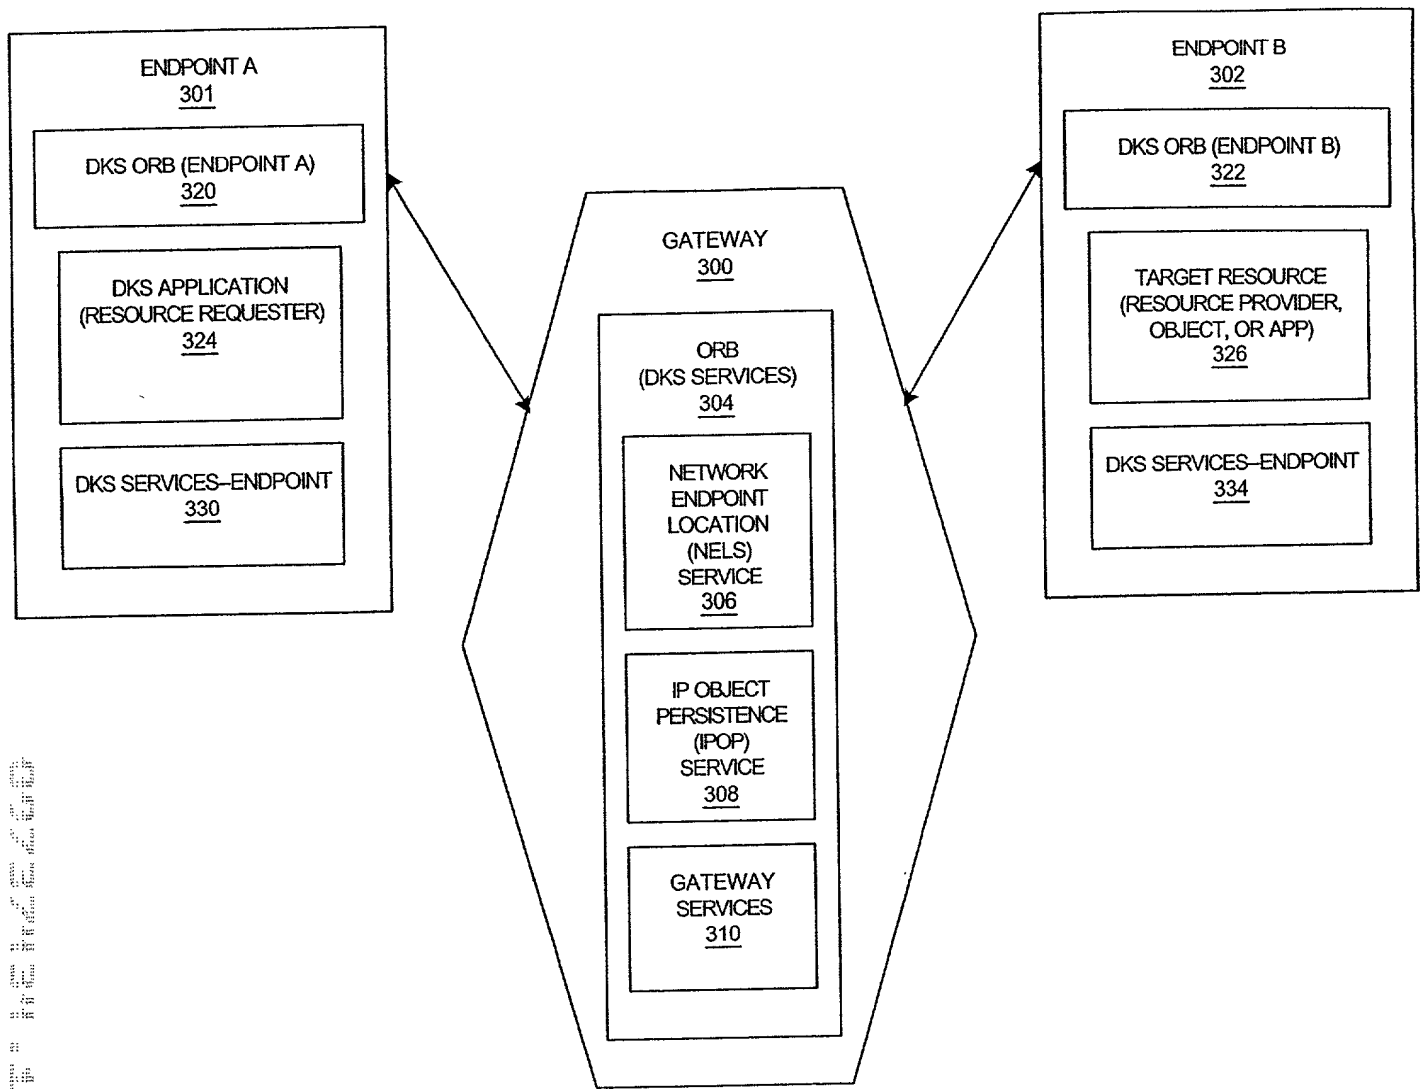 ENDPOINT A
301
DKS ORB (ENDPOINT A)
320
DKS APPLICATION
(RESOURCE REQUESTER)
324
DKS SERVICES–ENDPOINT
330
GATEWAY
300
ORB
(DKS SERVICES)
304
NETWORK
ENDPOINT
LOCATION
(NELS)
SERVICE
306
IP OBJECT
PERSISTENCE
(IPOP)
SERVICE
308
GATEWAY
SERVICES
310
ENDPOINT B
302
DKS ORB (ENDPOINT B)
322
TARGET RESOURCE
(RESOURCE PROVIDER,
OBJECT, OR APP)
326
DKS SERVICES–ENDPOINT
334